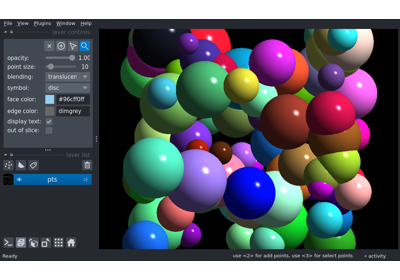 File View Plugins Window Help
layer controls
opacity: 1.00
point size: 10
blending: translucen
symbol: disc
face color: #96cff0ff
edge color: dimgrey
display text:
out of slice:
layer list
pts
Ready
use <2> for add points, use <3> for select points
activity